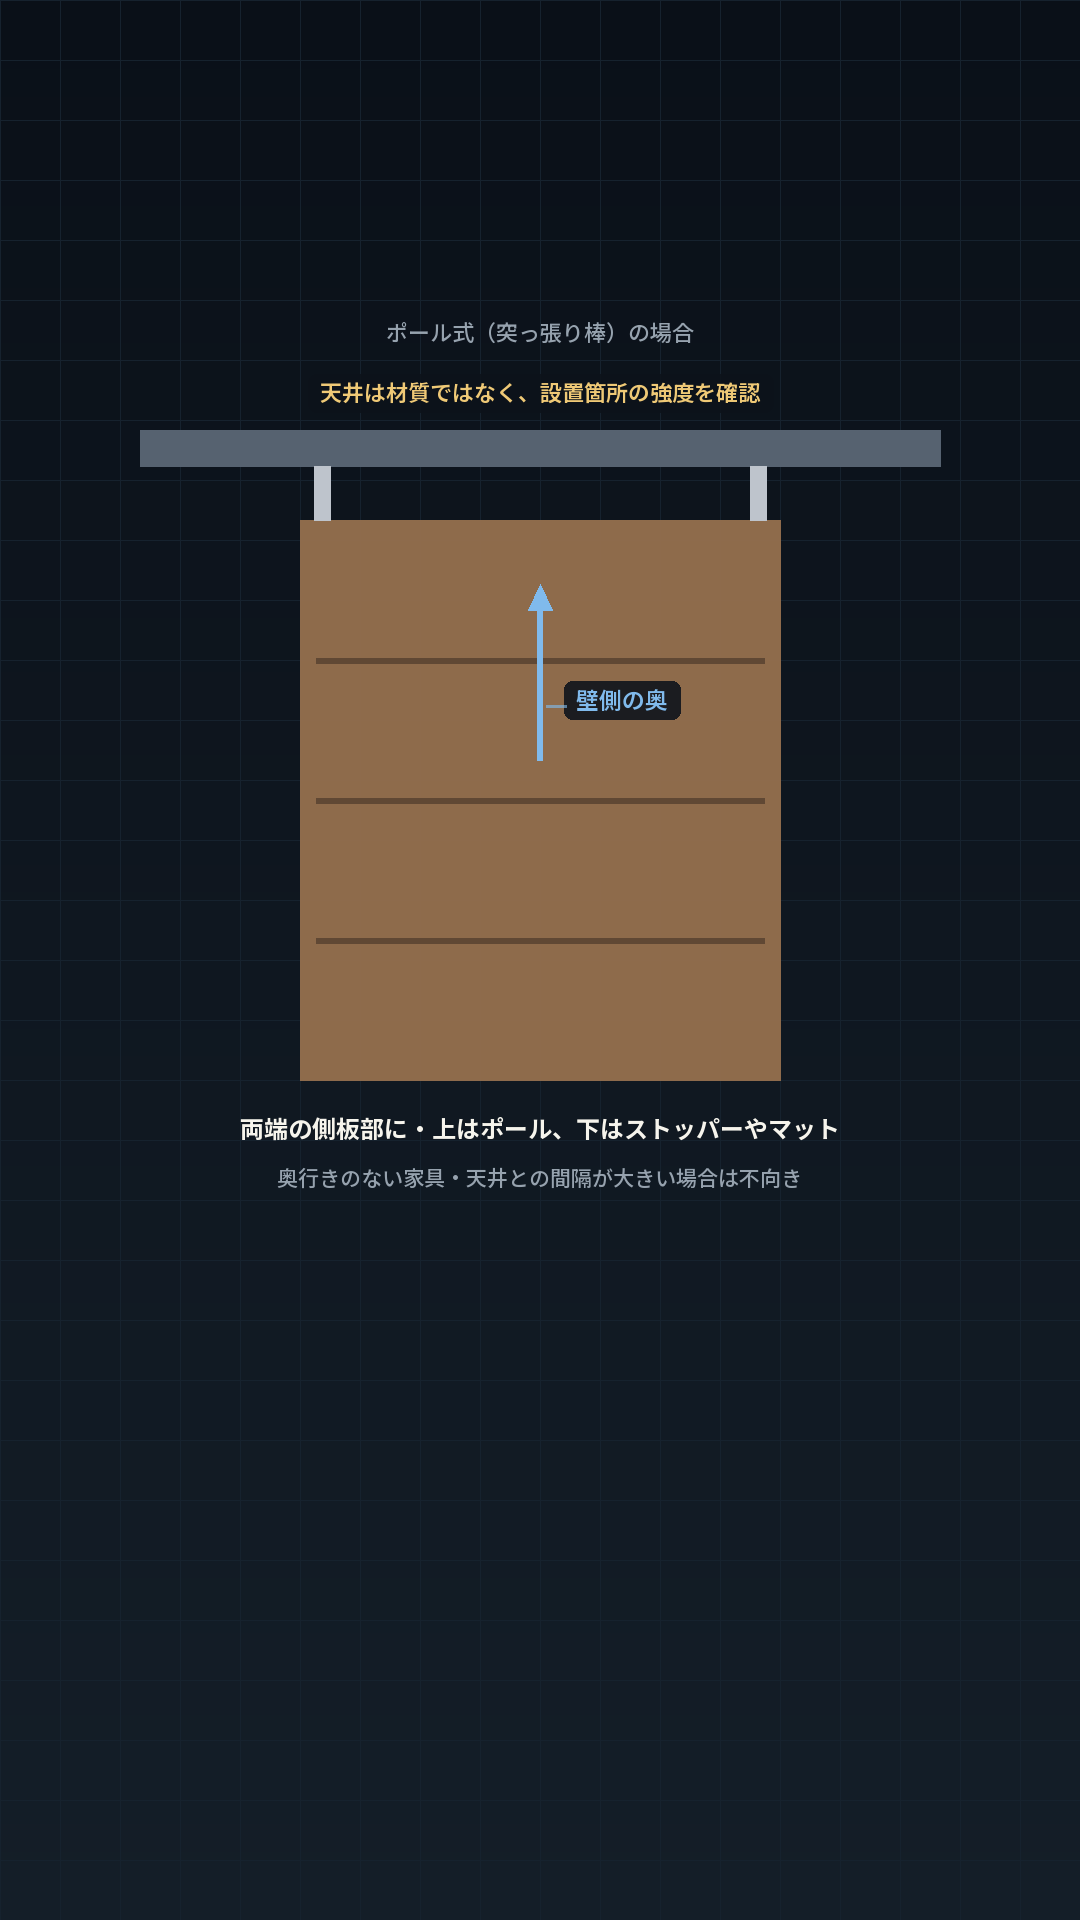 ポール式（突っ張り棒）の場合
天井は材質ではなく、設置箇所の強度を確認
壁側の奥
両端の側板部に・上はポール、下はストッパーやマット
奥行きのない家具・天井との間隔が大きい場合は不向き